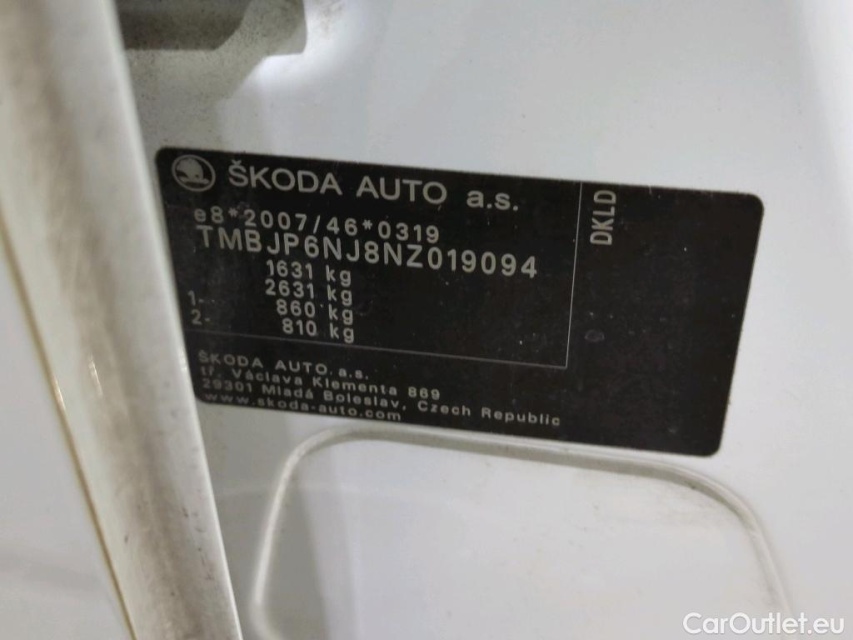 ŠKODA AUTO a.s.
DKLD
e8*2007/46*0319
TMBJP6NJ8NZ019094
1631 kg
2631 kg
1- 860 kg
2- 810 kg
ŠKODA AUTO a.s.
tř. Václava Klementa 869
29301 Mladá Boleslav, Czech Republic
www.skoda-auto.com
CarOutlet.eu